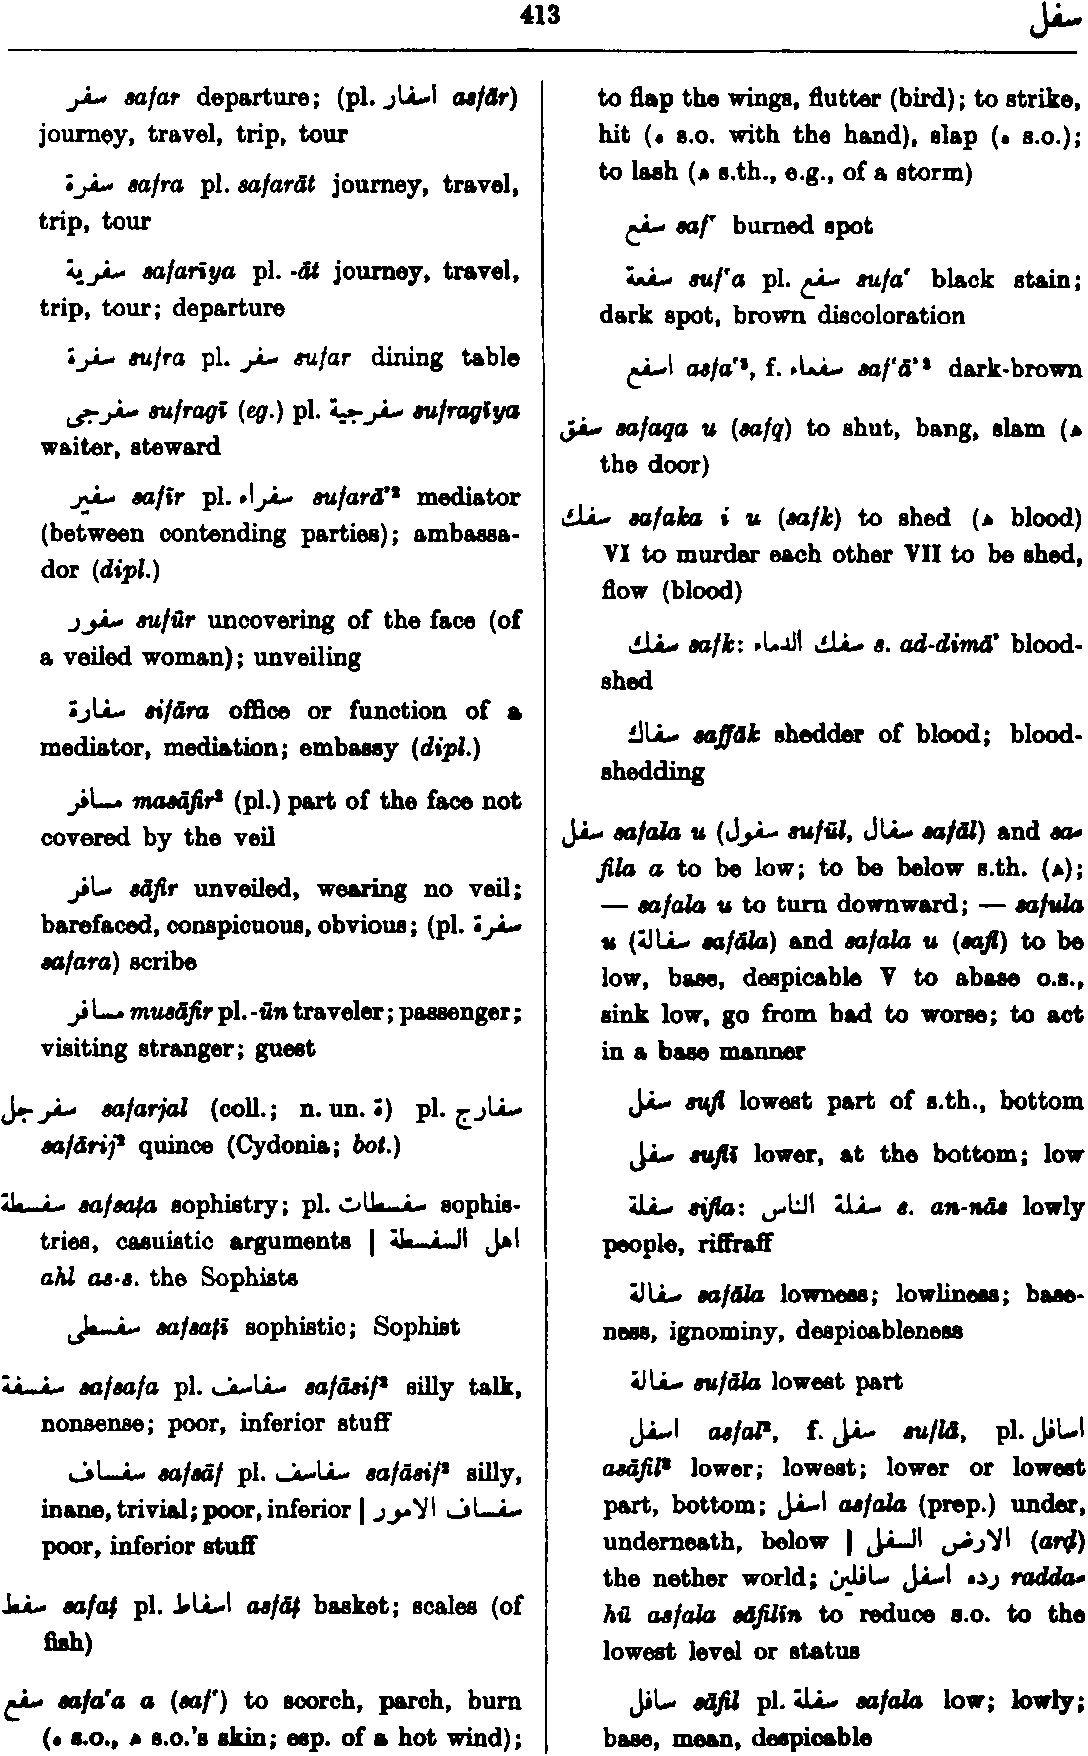 413
سفل
سفر safar departure; (pl. اسفار asfār)
journey, travel, trip, tour
سفرة safra pl. safarāt journey, travel,
trip, tour
سفرية safarīya pl. -āt journey, travel,
trip, tour; departure
سفرة sufra pl. سفر sufar dining table
سفرجى sufragī (eg.) pl. سفرجية sufragīya
waiter, steward
سفير safīr pl. سفراء sufarā'² mediator
(between contending parties); ambassa-
dor (dipl.)
سفور sufūr uncovering of the face (of
a veiled woman); unveiling
سفارة sifāra office or function of a
mediator, mediation; embassy (dipl.)
مسافر masāfir² (pl.) part of the face not
covered by the veil
سافر sāfir unveiled, wearing no veil;
barefaced, conspicuous, obvious; (pl. سفرة
safara) scribe
مسافر musāfir pl. -ūn traveler; passenger;
visiting stranger; guest
سفرجل safarjal (coll.; n. un. ة) pl. سفارج
safārij² quince (Cydonia; bot.)
سفسطة safsaṭa sophistry; pl. سفسطات sophis-
tries, casuistic arguments | اهل السفسطة
ahl as-s. the Sophists
سفسطى safsaṭī sophistic; Sophist
سفسفة safsafa pl. سفاسف safāsif² silly talk,
nonsense; poor, inferior stuff
سفساف safsāf pl. سفاسف safāsif² silly,
inane, trivial; poor, inferior | سفساف الامور
poor, inferior stuff
سفط safaṭ pl. اسفاط asfāṭ basket; scales (of
fish)
سفع safa‘a a (saf‘) to scorch, parch, burn
(ه s.o., ه s.o.'s skin; esp. of a hot wind);
to flap the wings, flutter (bird); to strike,
hit (ه s.o. with the hand), slap (ه s.o.);
to lash (ه s.th., e.g., of a storm)
سفع saf‘ burned spot
سفعة suf‘a pl. سفع sufa‘ black stain;
dark spot, brown discoloration
اسفع asfa‘², f. سفعاء saf‘ā'² dark-brown
سفق safaqa u (safq) to shut, bang, slam (ه
the door)
سفك safaka i u (safk) to shed (ه blood)
VI to murder each other VII to be shed,
flow (blood)
سفك safk: سفك الدماء s. ad-dimā' blood-
shed
سفاك saffāk shedder of blood; blood-
shedding
سفل safala u (سفول sufūl, سفال safāl) and sa-
fila a to be low; to be below s.th. (ه);
— safala u to turn downward; — safula
u (سفالة safāla) and safala u (safl) to be
low, base, despicable V to abase o.s.,
sink low, go from bad to worse; to act
in a base manner
سفل sufl lowest part of s.th., bottom
سفلى suflī lower, at the bottom; low
سفلة sifla: سفلة الناس s. an-nās lowly
people, riffraff
سفالة safāla lowness; lowliness; base-
ness, ignominy, despicableness
سفالة sufāla lowest part
اسفل asfal², f. سفلى suflā, pl. اسافل
asāfil² lower; lowest; lower or lowest
part, bottom; اسفل asfala (prep.) under,
underneath, below | الارض السفلى (arḍ)
the nether world; رده اسفل سافلين radda-
hū asfala sāfilīn to reduce s.o. to the
lowest level or status
سافل sāfil pl. سفلة safala low; lowly;
base, mean, despicable